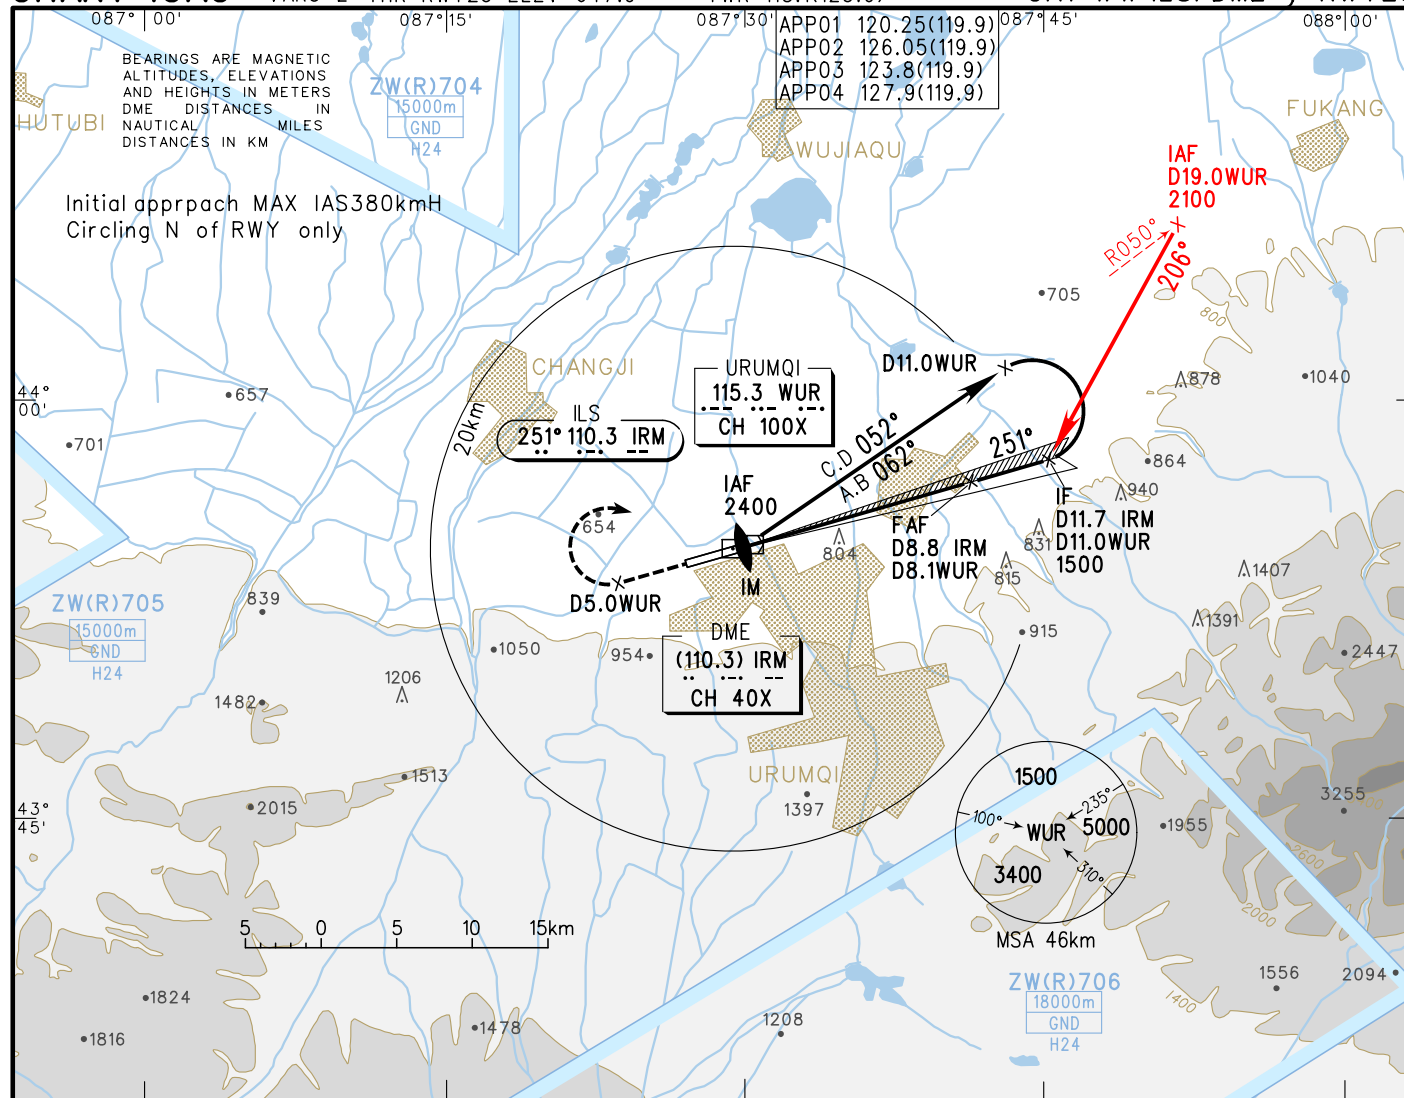 087° 00'
087°15'
087°30'
087°45'
088° 00'
BEARINGS ARE MAGNETIC
ALTITUDES, ELEVATIONS
AND HEIGHTS IN METERS
DME DISTANCES IN
NAUTICAL MILES
DISTANCES IN KM
ZW(R)704
15000m
GND
H24
APP01 120.25(119.9)
APP02 126.05(119.9)
APP03 123.8(119.9)
APP04 127.9(119.9)
HUTUBI
WUJIAQU
FUKANG
Initial apprpach MAX IAS380kmH
Circling N of RWY only
IAF
D19.0WUR
2100
R050°
206°
705
800
CHANGJI
URUMQI
115.3 WUR
CH 100X
D11.0WUR
878
1040
44°
00'
657
701
20km
ILS
251° 110.3 IRM
C.D 052°
A.B 062°
251°
864
940
IAF
2400
654
804
FAF
D8.8 IRM
D8.1WUR
831
815
IF
D11.7 IRM
D11.0WUR
1500
1407
1391
IM
D5.0WUR
ZW(R)705
15000m
GND
H24
839
1050
954
DME
(110.3) IRM
CH 40X
915
2447
1206
1482
1513
2015
URUMQI
1397
43°
45'
1500
235°
100°
WUR
5000
310°
3400
MSA 46km
1955
3255
2600
2000
1400
5 0 5 10 15km
ZW(R)706
18000m
GND
H24
1556
2094
1824
1816
1478
1208